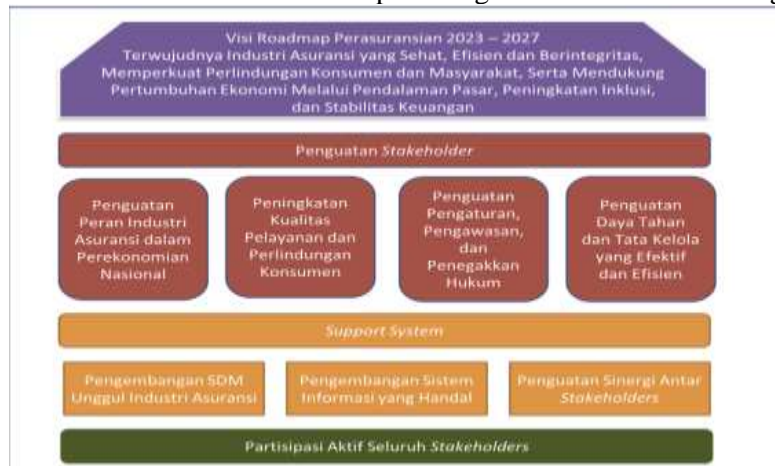 Visi Roadmap Perasuransian 2023 – 2027
Terwujudnya Industri Asuransi yang Sehat, Efisien dan Berintegritas,
Memperkuat Perlindungan Konsumen dan Masyarakat, Serta Mendukung
Pertumbuhan Ekonomi Melalui Pendalaman Pasar, Peningkatan Inklusi,
dan Stabilitas Keuangan
Penguatan Stakeholder
Penguatan
Peran Industri
Asuransi dalam
Perekonomian
Nasional
Peningkatan
Kualitas
Pelayanan dan
Perlindungan
Konsumen
Penguatan
Pengaturan,
Pengawasan,
dan
Penegakkan
Hukum
Penguatan
Daya Tahan
dan Tata Kelola
yang Efektif
dan Efisien
Support System
Pengembangan SDM
Unggul Industri Asuransi
Pengembangan Sistem
Informasi yang Handal
Penguatan Sinergi Antar
Stakeholders
Partisipasi Aktif Seluruh Stakeholders